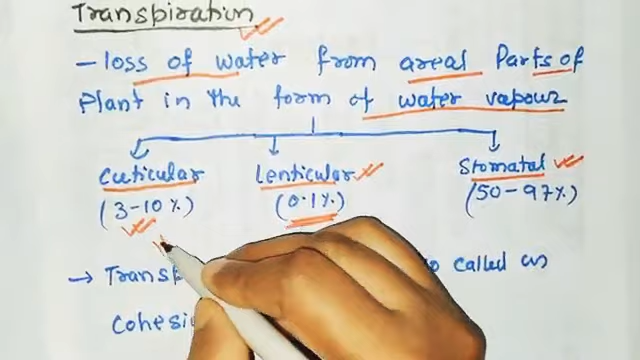 Transpiration
- loss of water from areal Parts of
Plant in the form of water vapour
Cuticular Lenticular Stomatal
(3-10%) (0.1%) (50-97%)
→ Transp called as
Cohesi